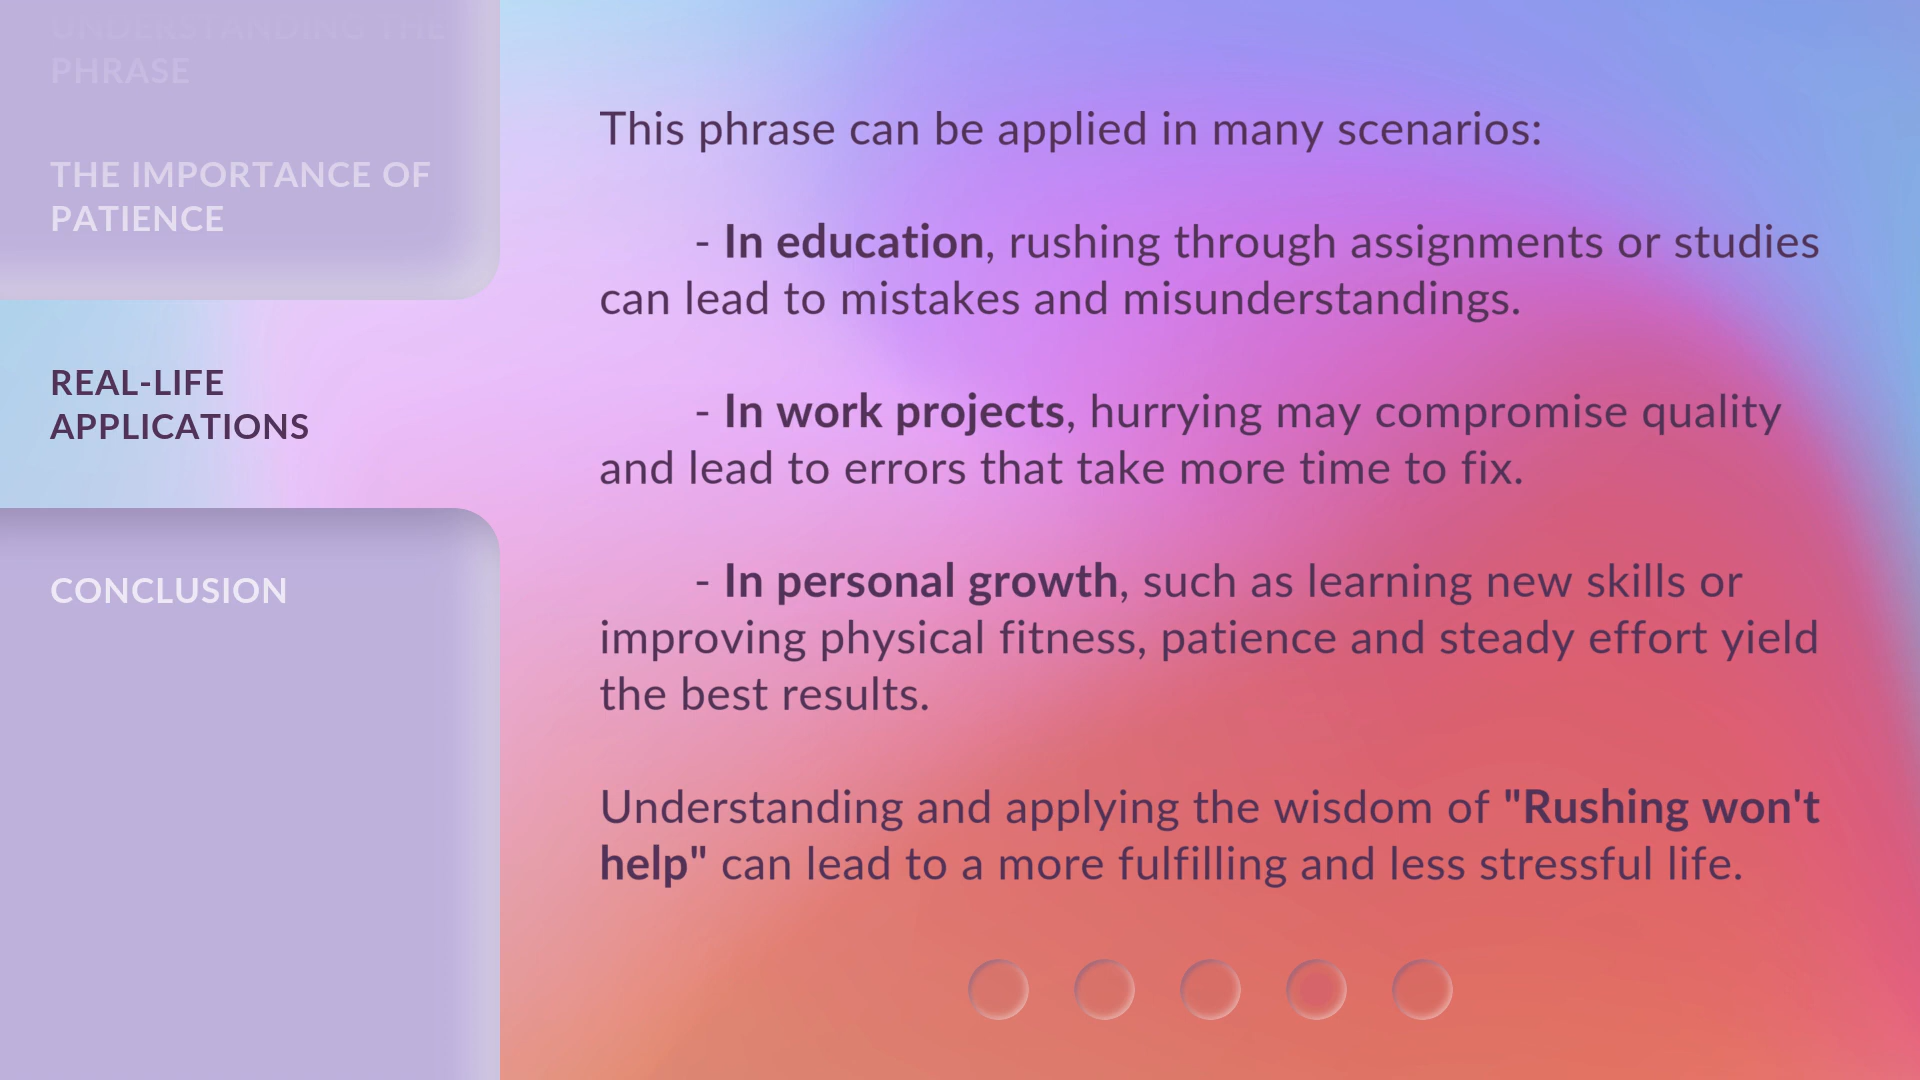 UNDERSTANDING THE
PHRASE
THE IMPORTANCE OF
PATIENCE
REAL-LIFE
APPLICATIONS
CONCLUSION
This phrase can be applied in many scenarios:
- In education, rushing through assignments or studies
can lead to mistakes and misunderstandings.
- In work projects, hurrying may compromise quality
and lead to errors that take more time to fix.
- In personal growth, such as learning new skills or
improving physical fitness, patience and steady effort yield
the best results.
Understanding and applying the wisdom of "Rushing won't
help" can lead to a more fulfilling and less stressful life.